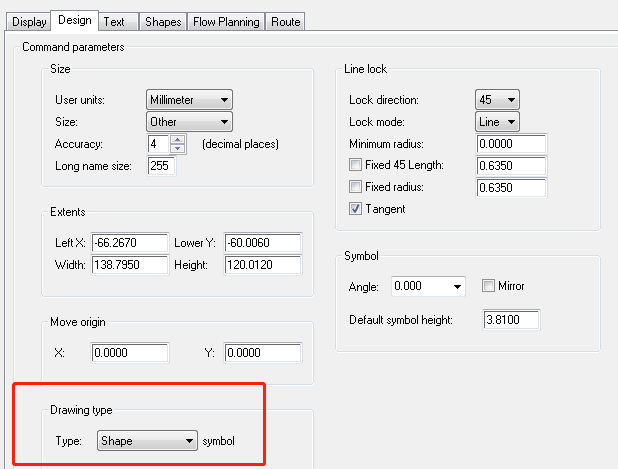 Display Design Text Shapes Flow Planning Route
Command parameters
Size
User units: Millimeter
Size: Other
Accuracy: 4 (decimal places)
Long name size: 255
Extents
Left X: -66.2670 Lower Y: -60.0060
Width: 138.7950 Height: 120.0120
Move origin
X: 0.0000 Y: 0.0000
Drawing type
Type: Shape symbol
Line lock
Lock direction: 45
Lock mode: Line
Minimum radius: 0.0000
Fixed 45 Length: 0.6350
Fixed radius: 0.6350
Tangent
Symbol
Angle: 0.000 Mirror
Default symbol height: 3.8100